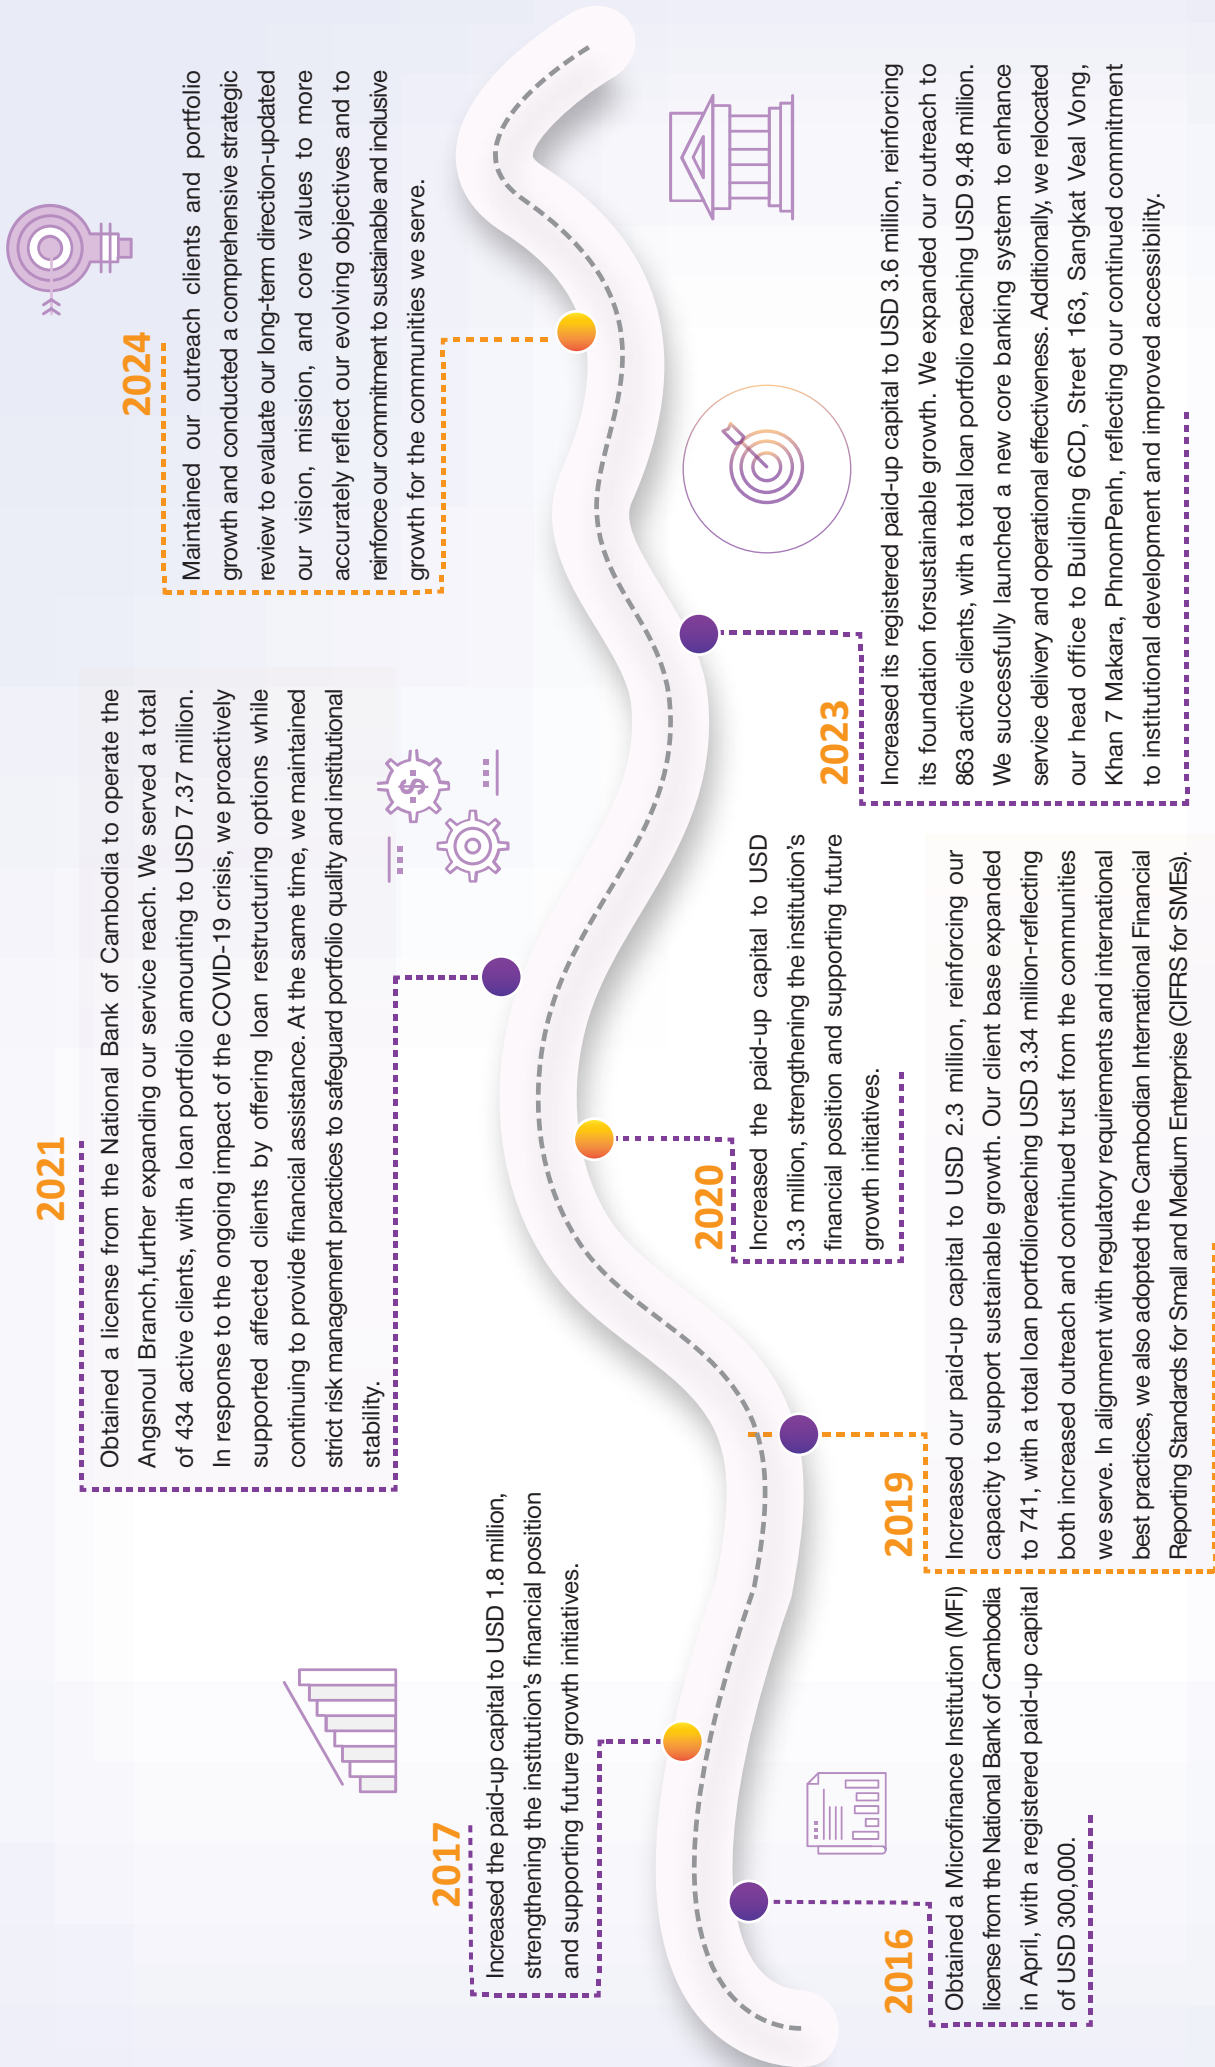 2016
Obtained a Microfinance Institution (MFI)
license from the National Bank of Cambodia
in April, with a registered paid-up capital
of USD 300,000.
2017
Increased the paid-up capital to USD 1.8 million,
strengthening the institution's financial position
and supporting future growth initiatives.
2019
Increased our paid-up capital to USD 2.3 million, reinforcing our
capacity to support sustainable growth. Our client base expanded
to 741, with a total loan portfolioreaching USD 3.34 million-reflecting
both increased outreach and continued trust from the communities
we serve. In alignment with regulatory requirements and international
best practices, we also adopted the Cambodian International Financial
Reporting Standards for Small and Medium Enterprise (CIFRS for SMEs).
2020
Increased the paid-up capital to USD
3.3 million, strengthening the institution's
financial position and supporting future
growth initiatives.
2021
Obtained a license from the National Bank of Cambodia to operate the
Angsnoul Branch,further expanding our service reach. We served a total
of 434 active clients, with a loan portfolio amounting to USD 7.37 million.
In response to the ongoing impact of the COVID-19 crisis, we proactively
supported affected clients by offering loan restructuring options while
continuing to provide financial assistance. At the same time, we maintained
strict risk management practices to safeguard portfolio quality and institutional
stability.
$
2023
Increased its registered paid-up capital to USD 3.6 million, reinforcing
its foundation forsustainable growth. We expanded our outreach to
863 active clients, with a total loan portfolio reaching USD 9.48 million.
We successfully launched a new core banking system to enhance
service delivery and operational effectiveness. Additionally, we relocated
our head office to Building 6CD, Street 163, Sangkat Veal Vong,
Khan 7 Makara, PhnomPenh, reflecting our continued commitment
to institutional development and improved accessibility.
2024
Maintained our outreach clients and portfolio
growth and conducted a comprehensive strategic
review to evaluate our long-term direction-updated
our vision, mission, and core values to more
accurately reflect our evolving objectives and to
reinforce our commitment to sustainable and inclusive
growth for the communities we serve.